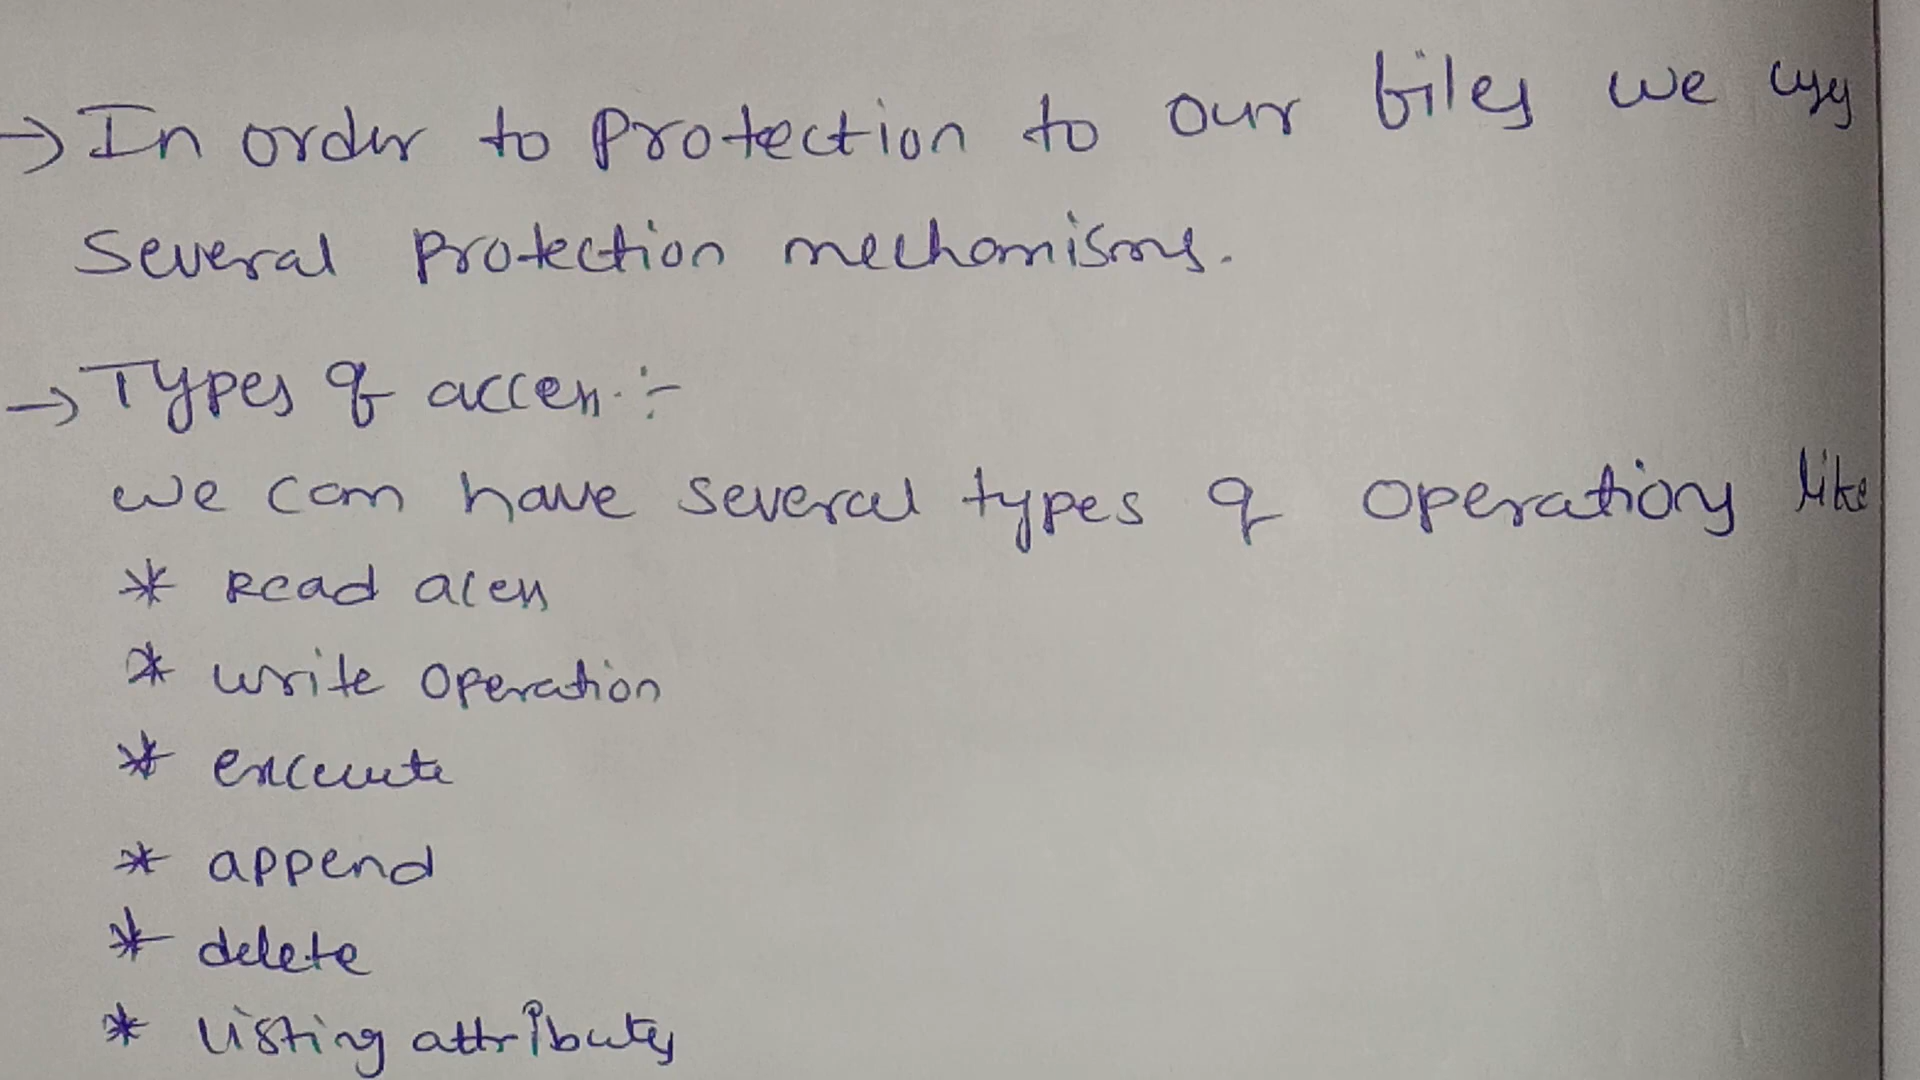 → In order to protection to our files we use
several protection mechanisms.
→ Types of access :-
we can have several types of operations like
* Read acess
* write operation
* execute
* append
* delete
* listing attributes